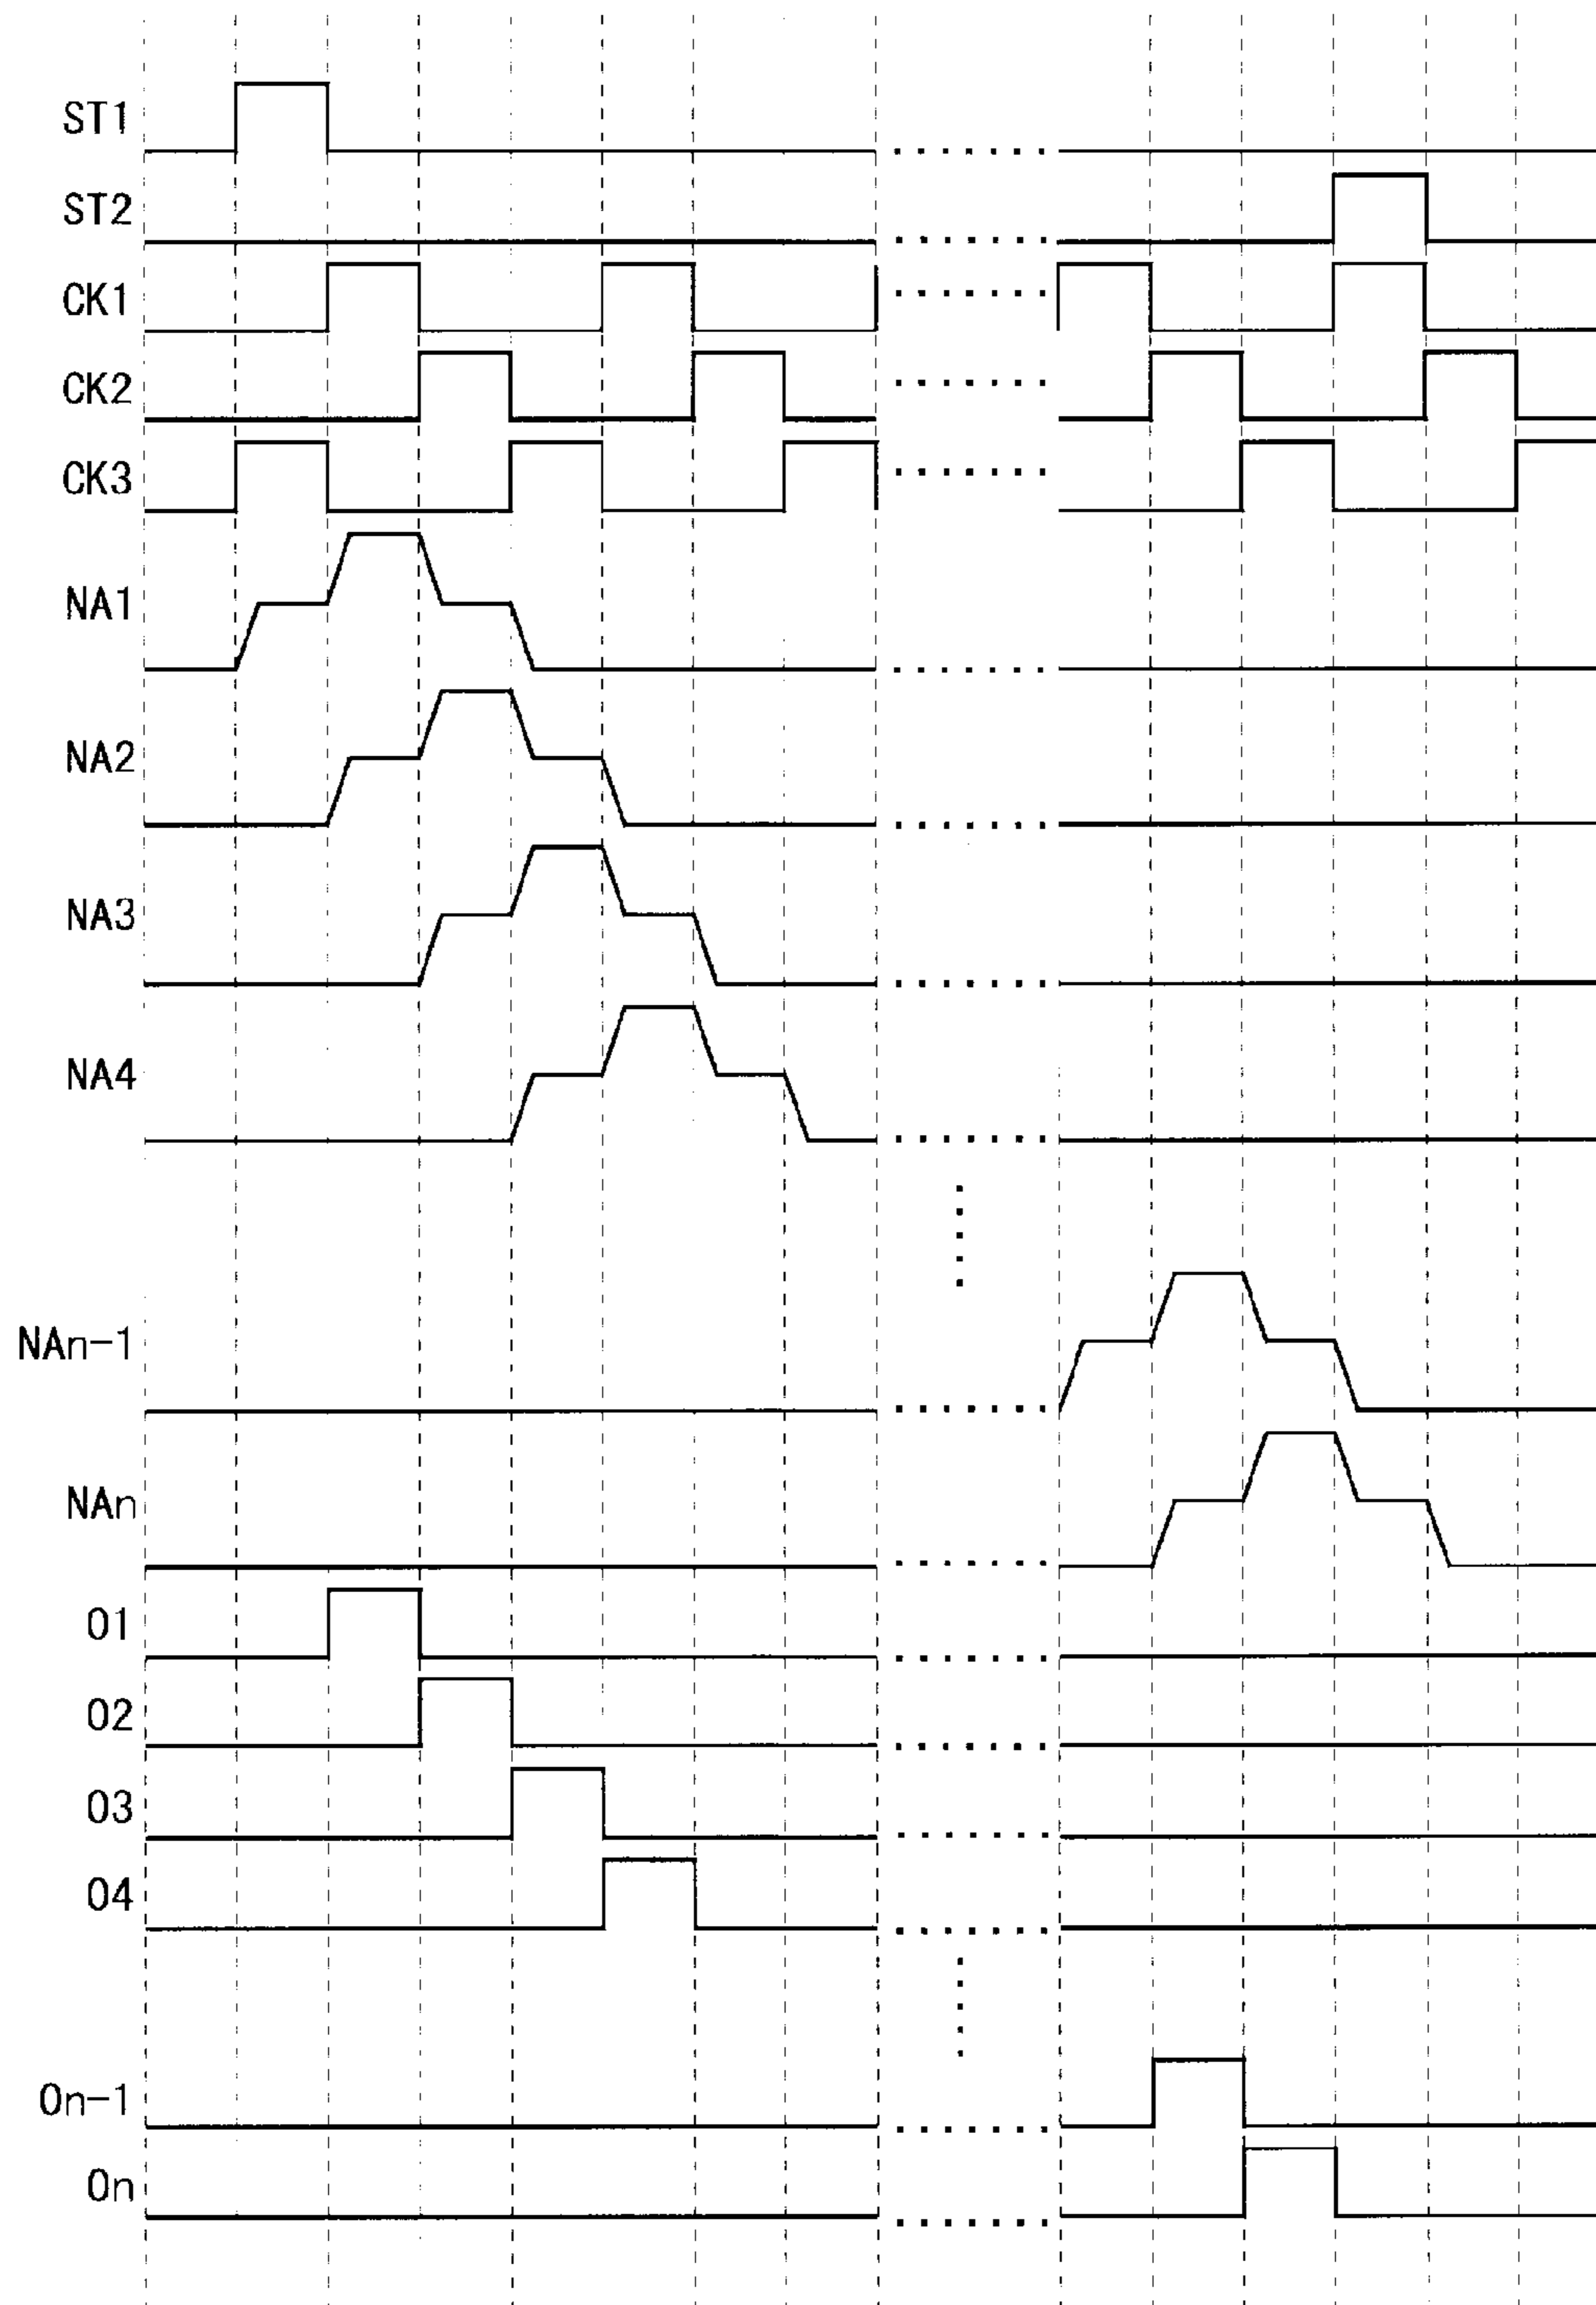 ST1
ST2
CK1
CK2
CK3
NA1
NA2
NA3
NA4
NAn-1
NAn
O1
O2
O3
O4
On-1
On